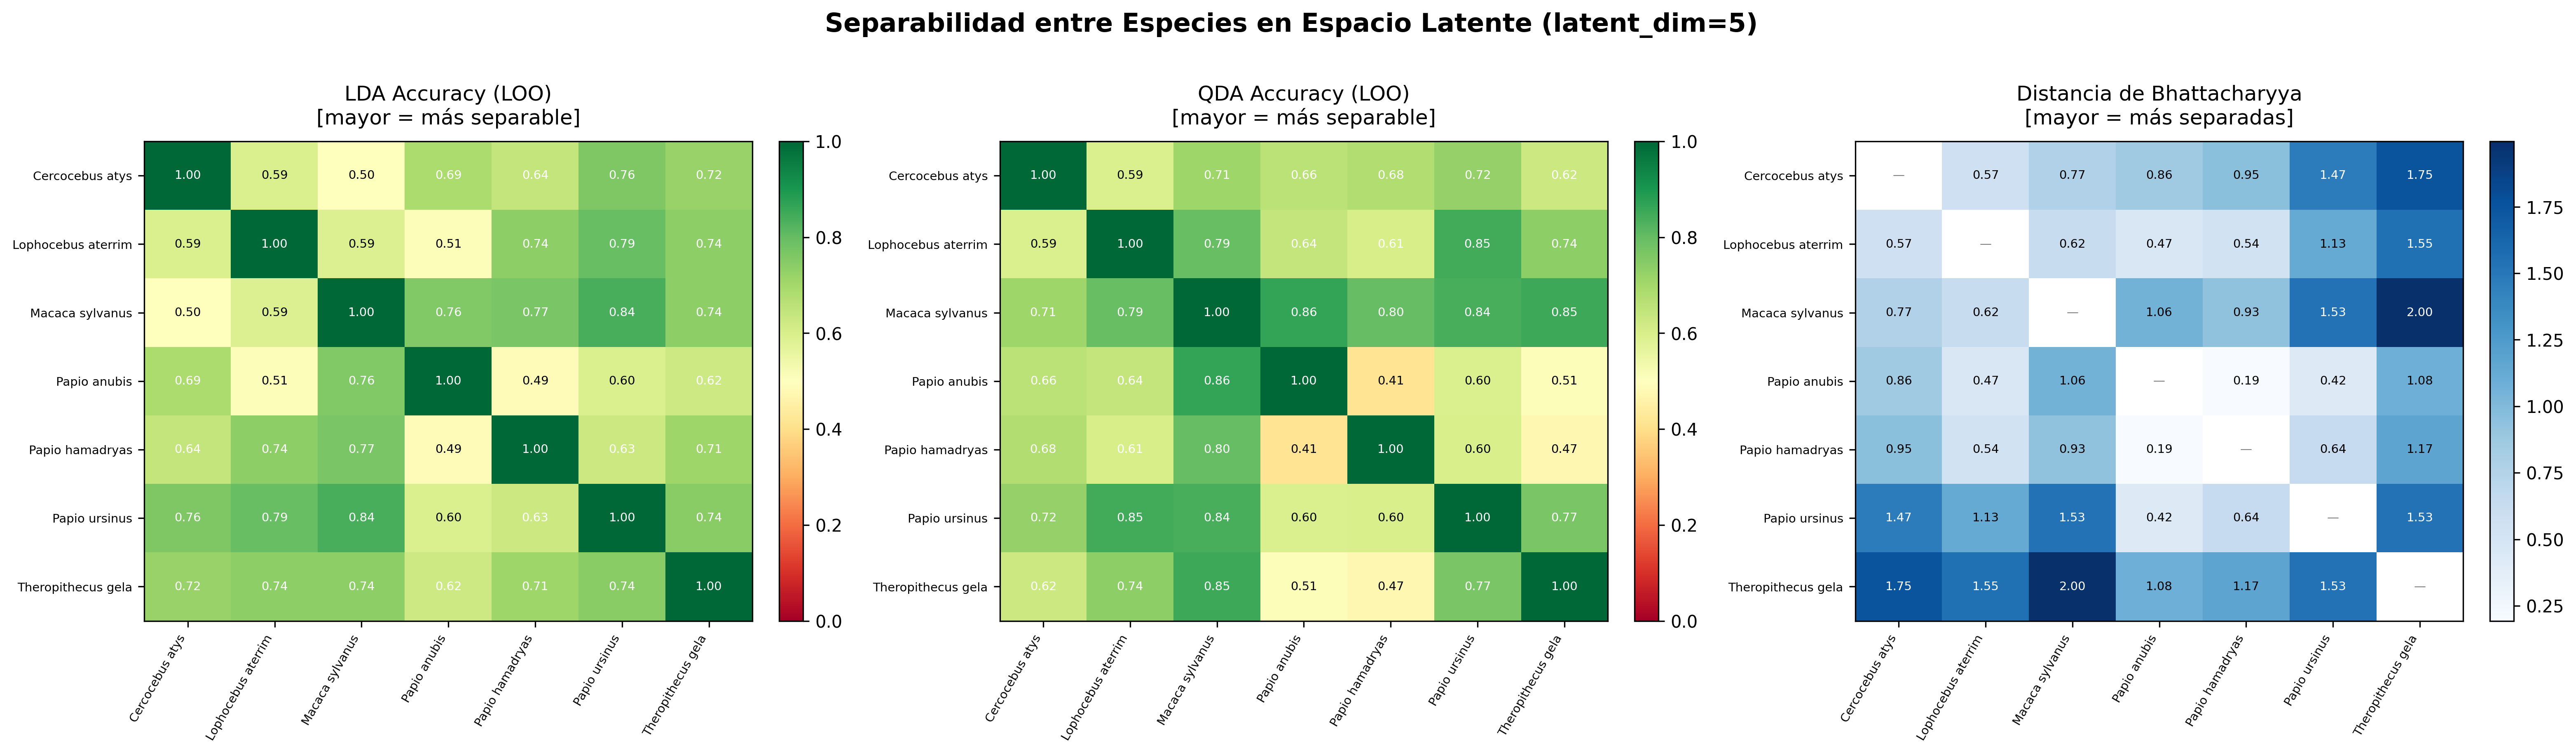 Separabilidad entre Especies en Espacio Latente (latent_dim=5)
LDA Accuracy (LOO)
[mayor = más separable]
Cercocebus atys 1.00 0.59 0.50 0.69 0.64 0.76 0.72
Lophocebus aterrim 0.59 1.00 0.59 0.51 0.74 0.79 0.74
Macaca sylvanus 0.50 0.59 1.00 0.76 0.77 0.84 0.74
Papio anubis 0.69 0.51 0.76 1.00 0.49 0.60 0.62
Papio hamadryas 0.64 0.74 0.77 0.49 1.00 0.63 0.71
Papio ursinus 0.76 0.79 0.84 0.60 0.63 1.00 0.74
Theropithecus gela 0.72 0.74 0.74 0.62 0.71 0.74 1.00
Cercocebus atys
Lophocebus aterrim
Macaca sylvanus
Papio anubis
Papio hamadryas
Papio ursinus
Theropithecus gela
1.0
0.8
0.6
0.4
0.2
0.0
QDA Accuracy (LOO)
[mayor = más separable]
Cercocebus atys 1.00 0.59 0.71 0.66 0.68 0.72 0.62
Lophocebus aterrim 0.59 1.00 0.79 0.64 0.61 0.85 0.74
Macaca sylvanus 0.71 0.79 1.00 0.86 0.80 0.84 0.85
Papio anubis 0.66 0.64 0.86 1.00 0.41 0.60 0.51
Papio hamadryas 0.68 0.61 0.80 0.41 1.00 0.60 0.47
Papio ursinus 0.72 0.85 0.84 0.60 0.60 1.00 0.77
Theropithecus gela 0.62 0.74 0.85 0.51 0.47 0.77 1.00
Cercocebus atys
Lophocebus aterrim
Macaca sylvanus
Papio anubis
Papio hamadryas
Papio ursinus
Theropithecus gela
1.0
0.8
0.6
0.4
0.2
0.0
Distancia de Bhattacharyya
[mayor = más separadas]
Cercocebus atys — 0.57 0.77 0.86 0.95 1.47 1.75
Lophocebus aterrim 0.57 — 0.62 0.47 0.54 1.13 1.55
Macaca sylvanus 0.77 0.62 — 1.06 0.93 1.53 2.00
Papio anubis 0.86 0.47 1.06 — 0.19 0.42 1.08
Papio hamadryas 0.95 0.54 0.93 0.19 — 0.64 1.17
Papio ursinus 1.47 1.13 1.53 0.42 0.64 — 1.53
Theropithecus gela 1.75 1.55 2.00 1.08 1.17 1.53 —
Cercocebus atys
Lophocebus aterrim
Macaca sylvanus
Papio anubis
Papio hamadryas
Papio ursinus
Theropithecus gela
1.75
1.50
1.25
1.00
0.75
0.50
0.25